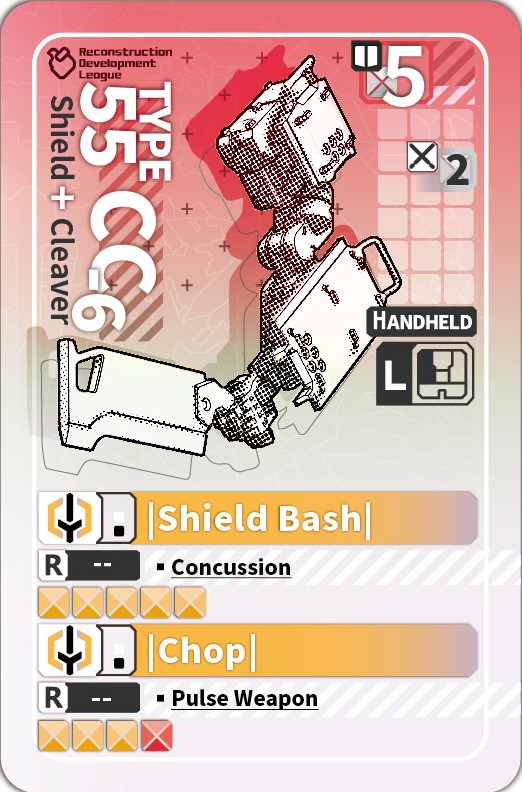 Reconstruction
Development
League
TYPE
55 CC-6
Shield + Cleaver
5
2
HANDHELD
L
|Shield Bash|
R --
▪ Concussion
|Chop|
R --
▪ Pulse Weapon